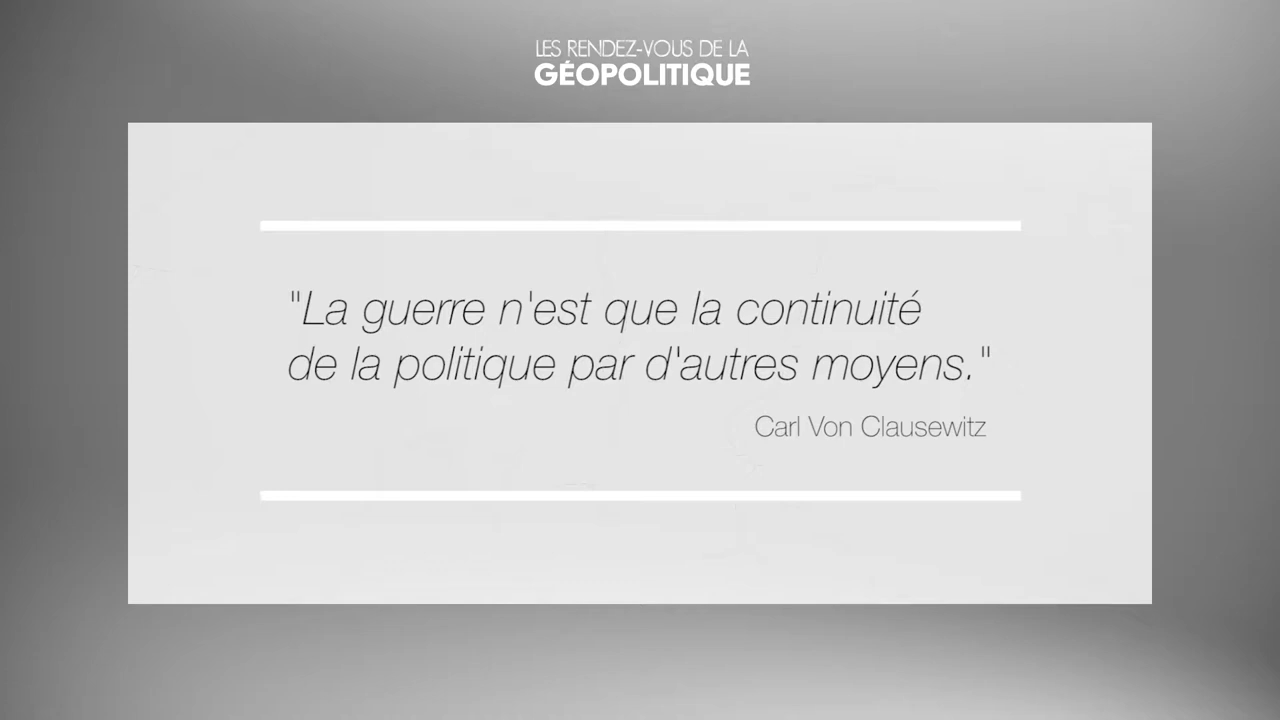 LES RENDEZ-VOUS DE LA
GÉOPOLITIQUE
"La guerre n'est que la continuité
de la politique par d'autres moyens."
Carl Von Clausewitz